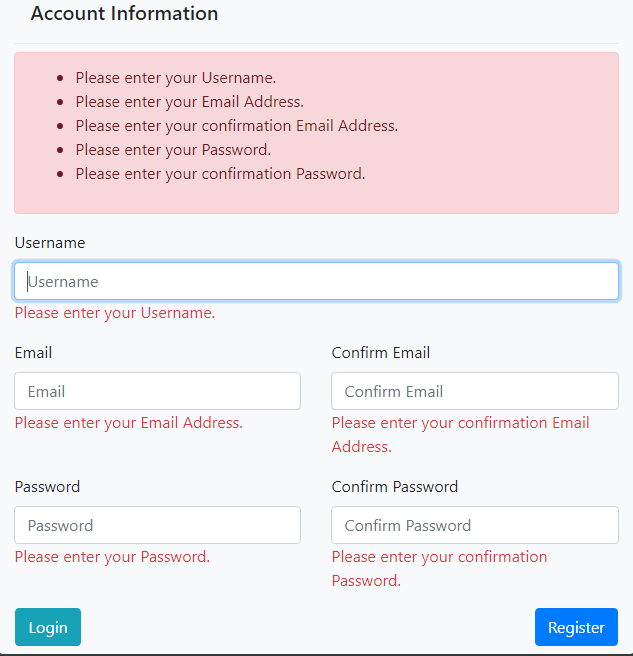 Account Information
Please enter your Username.
Please enter your Email Address.
Please enter your confirmation Email Address.
Please enter your Password.
Please enter your confirmation Password.
Username
Username
Please enter your Username.
Email
Confirm Email
Email
Confirm Email
Please enter your Email Address.
Please enter your confirmation Email
Address.
Password
Confirm Password
Password
Confirm Password
Please enter your Password.
Please enter your confirmation
Password.
Login
Register